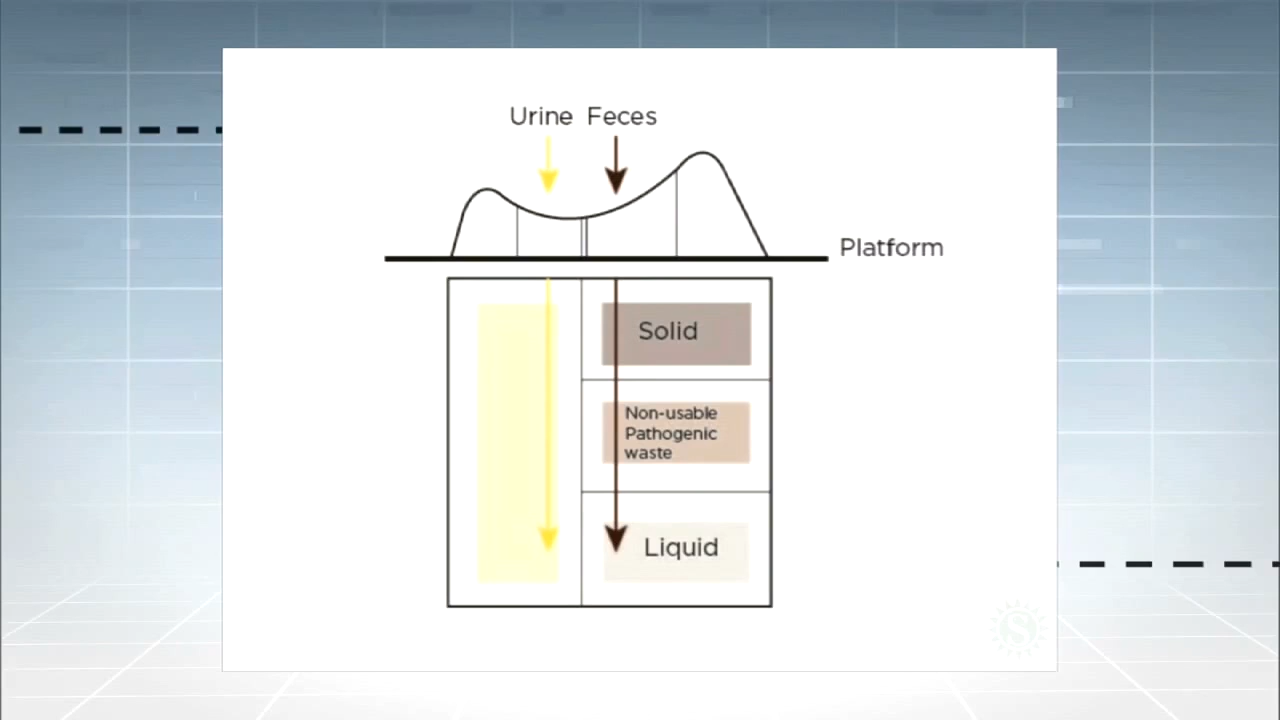 Urine Feces
Platform
Solid
Non-usable
Pathogenic
waste
Liquid
S